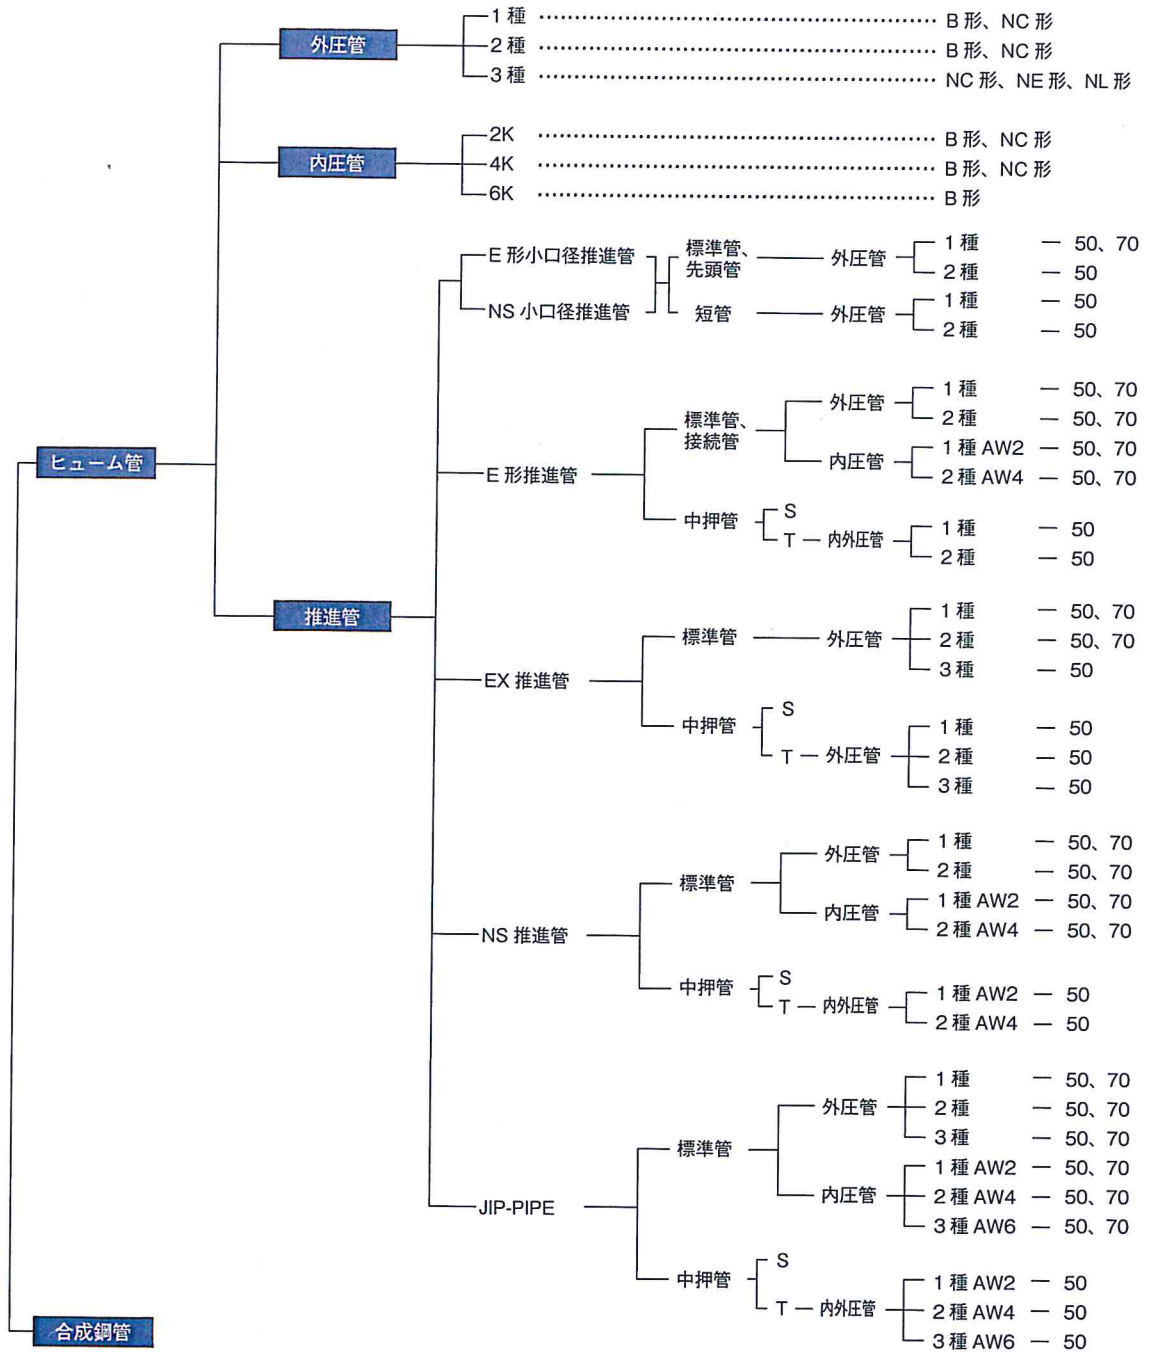 外圧管
1種 …… B形、NC形
2種 …… B形、NC形
3種 …… NC形、NE形、NL形
内圧管
2K …… B形、NC形
4K …… B形、NC形
6K …… B形
E形小口径推進管
NS小口径推進管
標準管、
先頭管
外圧管
1種 ― 50、70
2種 ― 50
短管
外圧管
1種 ― 50
2種 ― 50
ヒューム管
推進管
E形推進管
標準管、
接続管
外圧管
1種 ― 50、70
2種 ― 50、70
内圧管
1種 AW2 ― 50、70
2種 AW4 ― 50、70
中押管
S
T ― 内外圧管
1種 ― 50
2種 ― 50
EX推進管
標準管
外圧管
1種 ― 50、70
2種 ― 50、70
3種 ― 50
中押管
S
T ― 外圧管
1種 ― 50
2種 ― 50
3種 ― 50
NS推進管
標準管
外圧管
1種 ― 50、70
2種 ― 50、70
内圧管
1種 AW2 ― 50、70
2種 AW4 ― 50、70
中押管
S
T ― 内外圧管
1種 AW2 ― 50
2種 AW4 ― 50
JIP-PIPE
標準管
外圧管
1種 ― 50、70
2種 ― 50、70
3種 ― 50、70
内圧管
1種 AW2 ― 50、70
2種 AW4 ― 50、70
3種 AW6 ― 50、70
中押管
S
T ― 内外圧管
1種 AW2 ― 50
2種 AW4 ― 50
3種 AW6 ― 50
合成鋼管